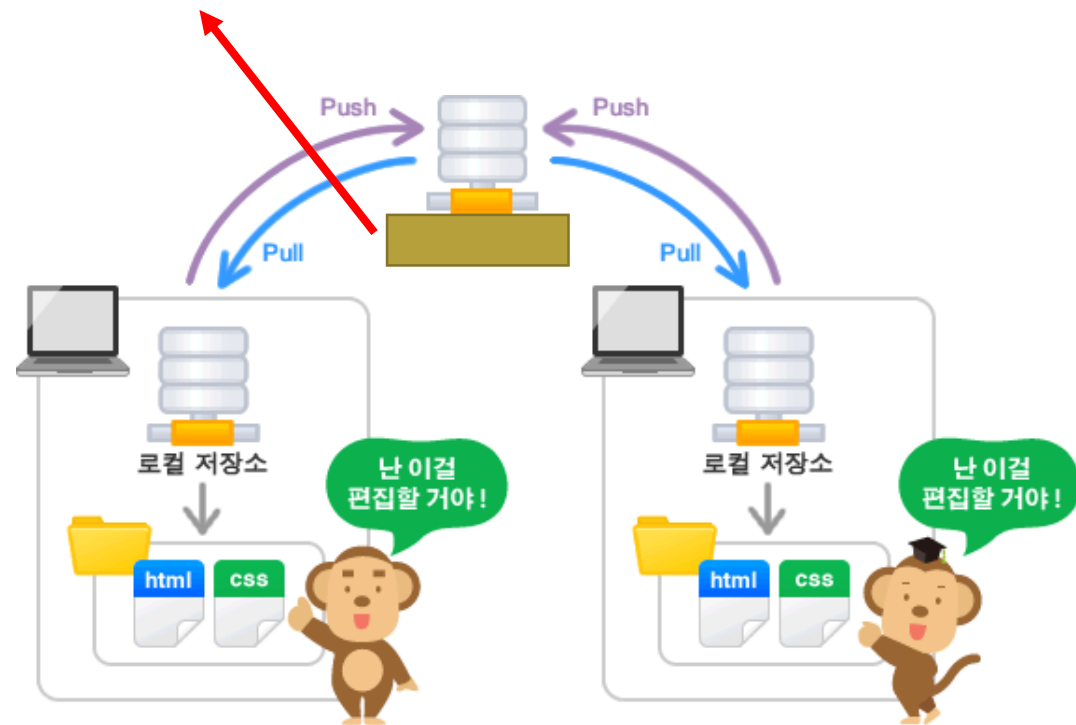 Push
Push
Pull
Pull
로컬 저장소
로컬 저장소
난 이걸
편집할 거야 !
난 이걸
편집할 거야 !
html
css
html
css